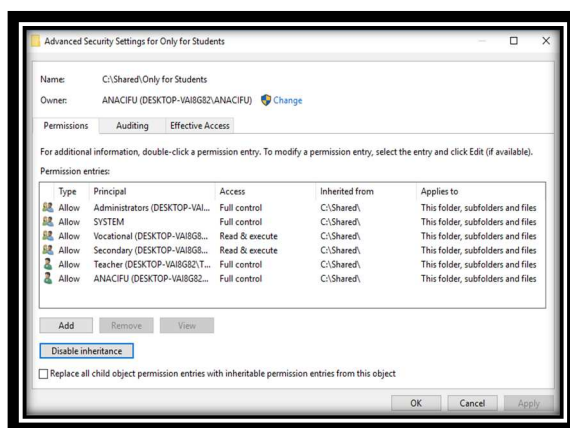 Advanced Security Settings for Only for Students
Name: C:\Shared\Only for Students
Owner: ANACIFU (DESKTOP-VAI8G82\ANACIFU) Change
Permissions Auditing Effective Access
For additional information, double-click a permission entry. To modify a permission entry, select the entry and click Edit (if available).
Permission entries:
Type Principal Access Inherited from Applies to
Allow Administrators (DESKTOP-VAI... Full control C:\Shared\ This folder, subfolders and files
Allow SYSTEM Full control C:\Shared\ This folder, subfolders and files
Allow Vocational (DESKTOP-VAI8G8... Read & execute C:\Shared\ This folder, subfolders and files
Allow Secondary (DESKTOP-VAI8G8... Read & execute C:\Shared\ This folder, subfolders and files
Allow Teacher (DESKTOP-VAI8G82\T... Full control C:\Shared\ This folder, subfolders and files
Allow ANACIFU (DESKTOP-VAI8G82... Full control C:\Shared\ This folder, subfolders and files
Add Remove View
Disable inheritance
Replace all child object permission entries with inheritable permission entries from this object
OK Cancel Apply